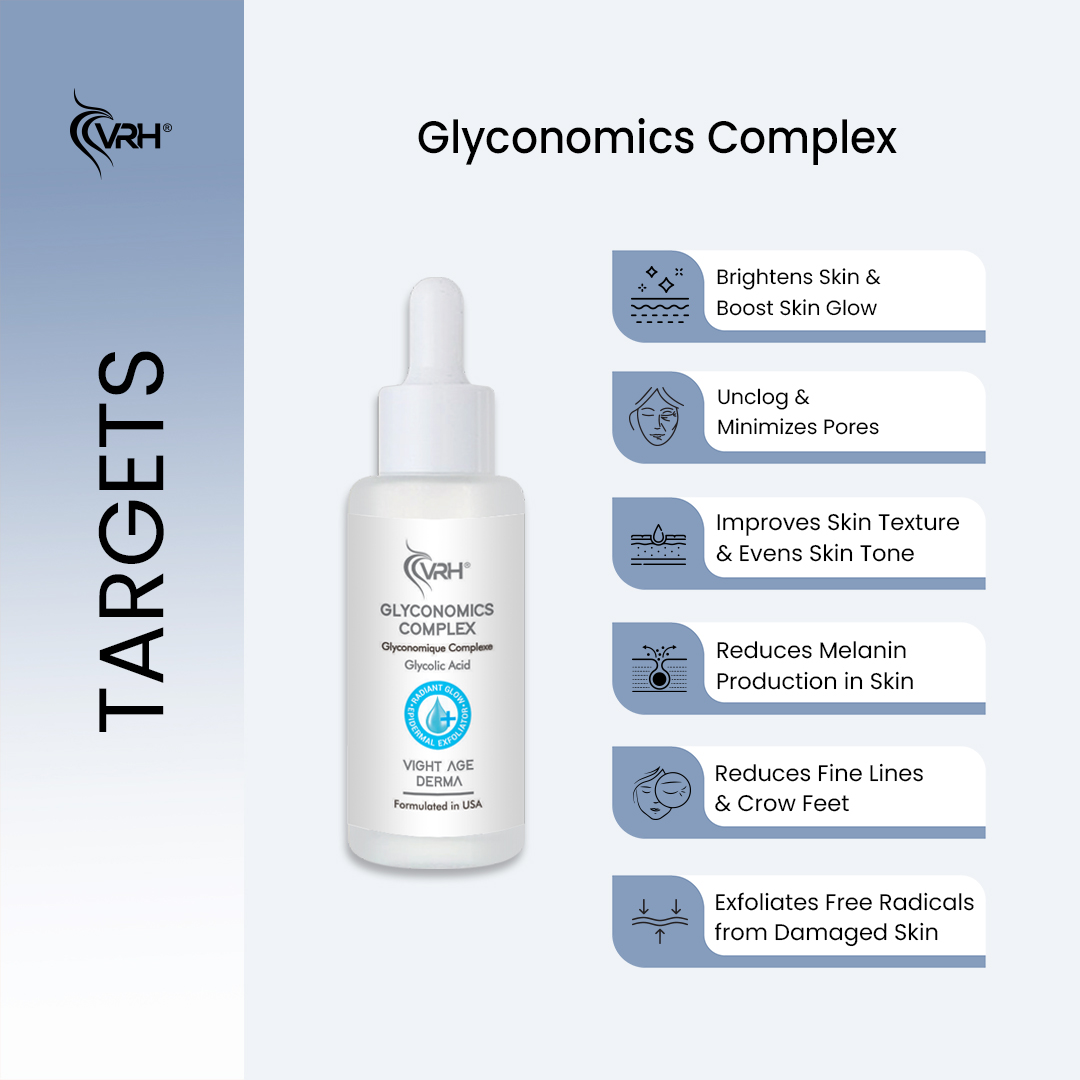 VRH®
TARGETS
Glyconomics Complex
VRH®
GLYCONOMICS
COMPLEX
Glyconomique Complexe
Glycolic Acid
• RADIANT GLOW •
EPIDERMAL EXFOLIATOR
VIGHT AGE
DERMA
Formulated in USA
Brightens Skin &
Boost Skin Glow
Unclog &
Minimizes Pores
Improves Skin Texture
& Evens Skin Tone
Reduces Melanin
Production in Skin
Reduces Fine Lines
& Crow Feet
Exfoliates Free Radicals
from Damaged Skin